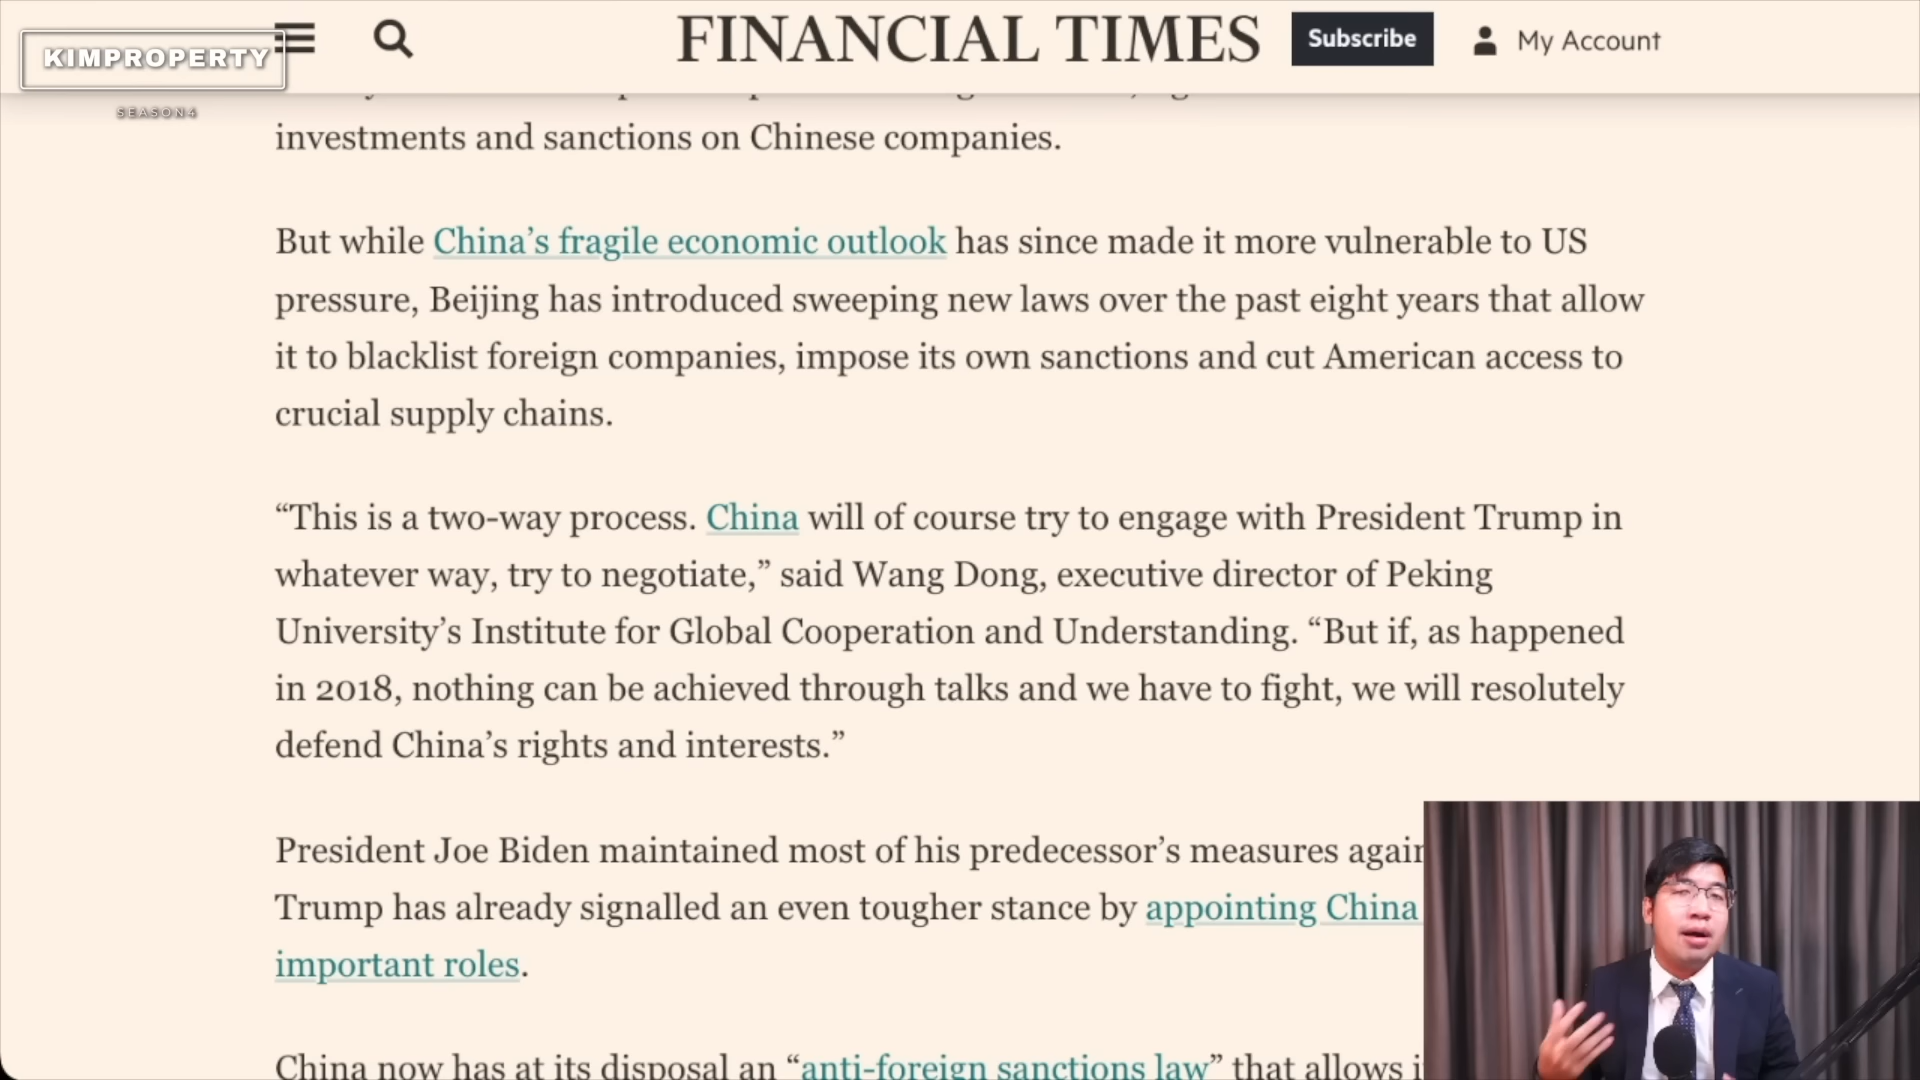 KIMPROPERTY
SEASON4
FINANCIAL TIMES
Subscribe
My Account
investments and sanctions on Chinese companies.
But while China’s fragile economic outlook has since made it more vulnerable to US
pressure, Beijing has introduced sweeping new laws over the past eight years that allow
it to blacklist foreign companies, impose its own sanctions and cut American access to
crucial supply chains.
“This is a two-way process. China will of course try to engage with President Trump in
whatever way, try to negotiate,” said Wang Dong, executive director of Peking
University’s Institute for Global Cooperation and Understanding. “But if, as happened
in 2018, nothing can be achieved through talks and we have to fight, we will resolutely
defend China’s rights and interests.”
President Joe Biden maintained most of his predecessor’s measures
Trump has already signalled an even tougher stance by appointing China
important roles.
China now has at its disposal an “anti-foreign sanctions law” that allows